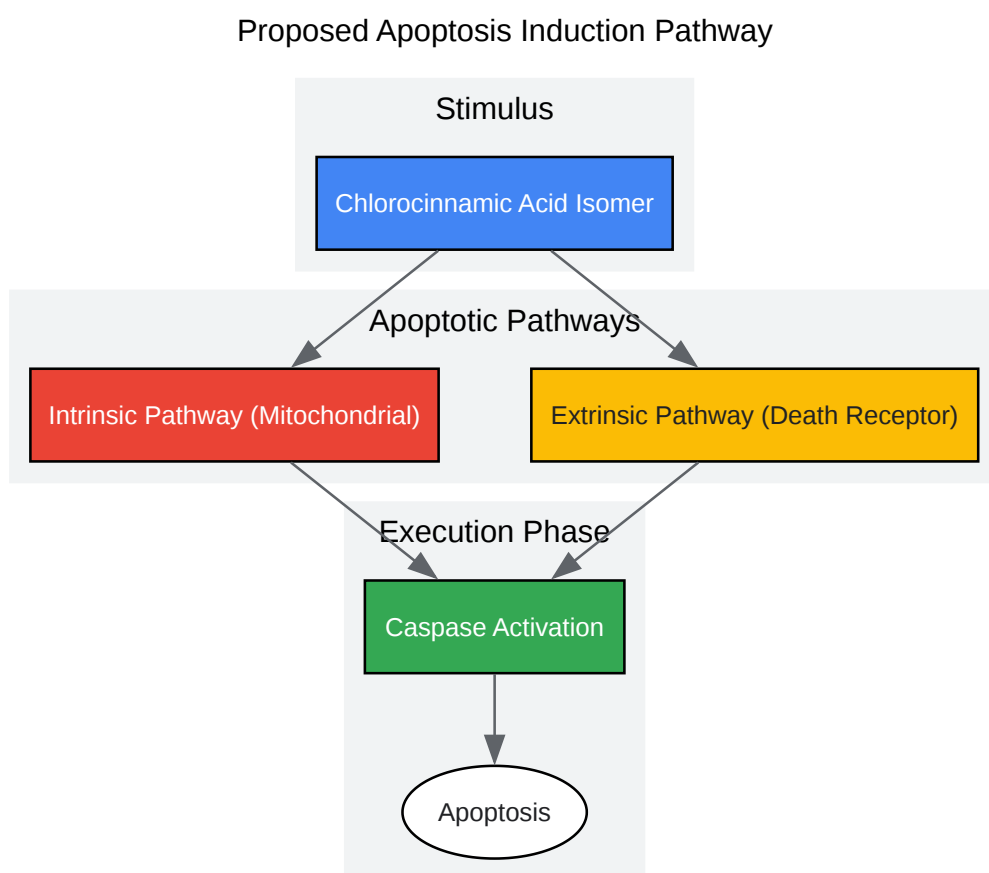 Proposed Apoptosis Induction Pathway
Stimulus
Chlorocinnamic Acid Isomer
Apoptotic Pathways
Intrinsic Pathway (Mitochondrial)
Extrinsic Pathway (Death Receptor)
Execution Phase
Caspase Activation
Apoptosis